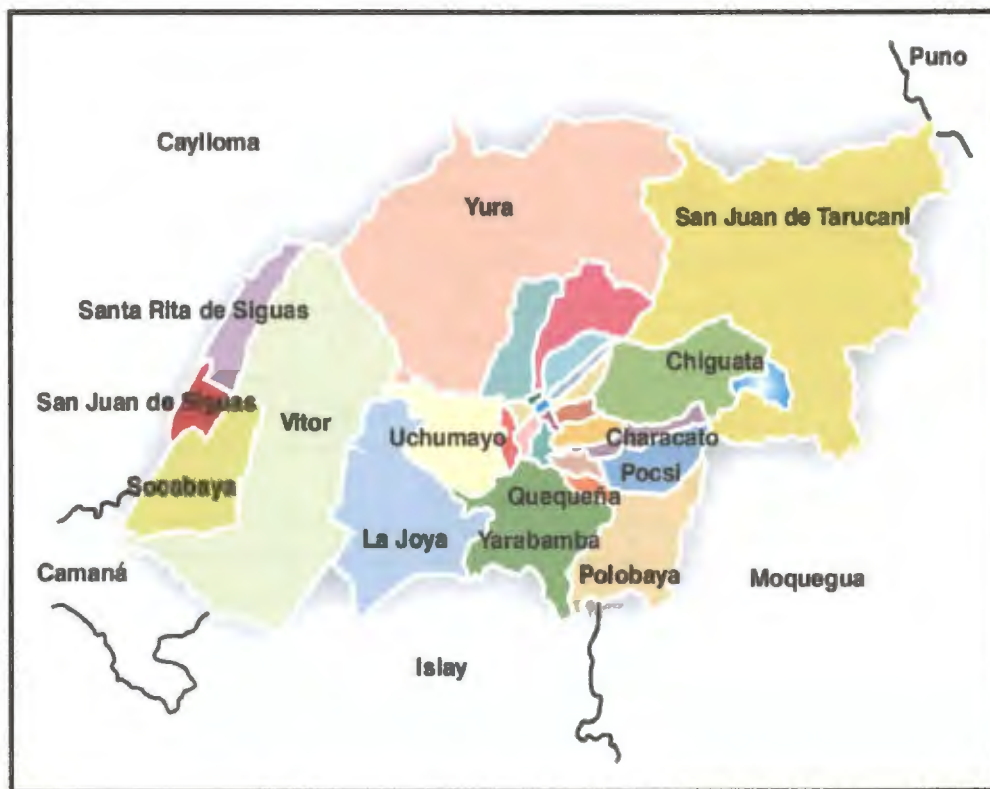 Puno
Caylloma
Yura
San Juan de Tarucani
Santa Rita de Siguas
Chiguata
San Juan de Siguas
Vitor
Uchumayo
Characato
Pocsi
Socabaya
Quequeña
La Joya
Yarabamba
Camaná
Polobaya
Moquegua
Islay